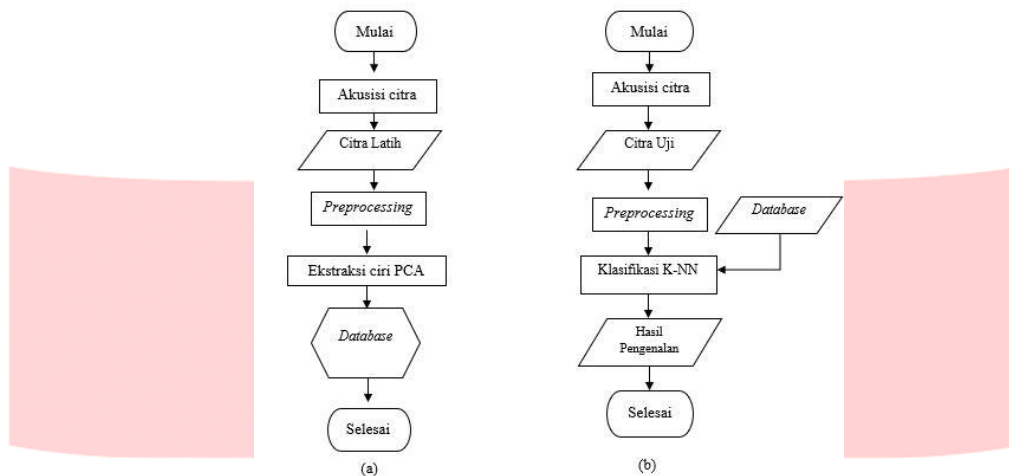 Mulai
Akusisi citra
Citra Latih
Preprocessing
Ekstraksi ciri PCA
Database
Selesai
(a)
Mulai
Akusisi citra
Citra Uji
Preprocessing
Database
Klasifikasi K-NN
Hasil
Pengenalan
Selesai
(b)